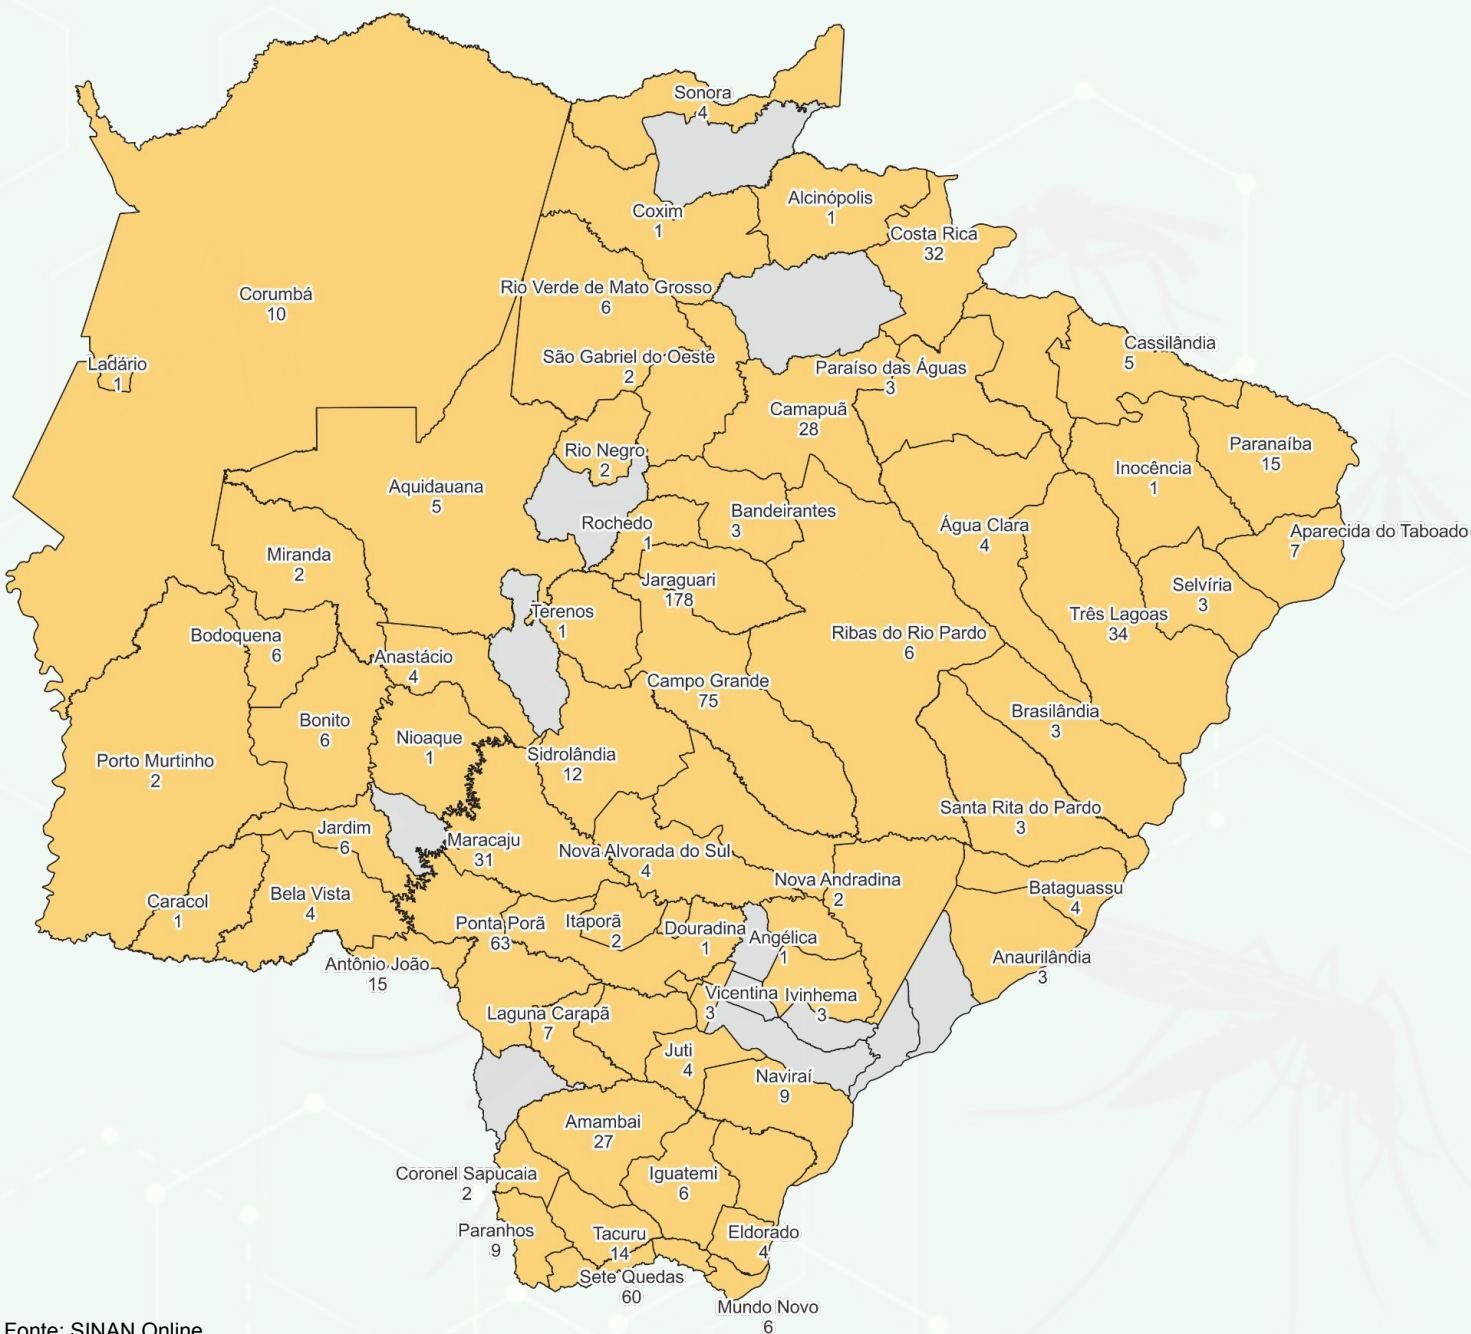 Sonora
4
Alcinópolis
1
Coxim
1
Costa Rica
32
Corumbá
10
Rio Verde de Mato Grosso
6
Cassilândia
5
São Gabriel do Oeste
2
Ladário
1
Paraíso das Águas
3
Camapuã
28
Paranaíba
15
Rio Negro
2
Inocência
1
Aquidauana
5
Bandeirantes
3
Rochedo
1
Água Clara
4
Aparecida do Taboado
7
Miranda
2
Jaraguari
178
Selvíria
3
Terenos
1
Três Lagoas
34
Bodoquena
6
Ribas do Rio Pardo
6
Anastácio
4
Campo Grande
75
Brasilândia
3
Bonito
6
Nioaque
1
Sidrolândia
12
Porto Murtinho
2
Santa Rita do Pardo
3
Jardim
6
Maracaju
31
Nova Alvorada do Sul
4
Nova Andradina
2
Bataguassu
4
Bela Vista
4
Caracol
1
Ponta Porã
63
Itaporã
2
Douradina
1
Angélica
1
Anaurilândia
3
Antônio João
15
Vicentina
3
Ivinhema
3
Laguna Carapã
7
Juti
4
Naviraí
9
Amambai
27
Coronel Sapucaia
2
Iguatemi
6
Paranhos
9
Tacuru
14
Eldorado
4
Sete Quedas
60
Mundo Novo
6
Fonte: SINAN Online